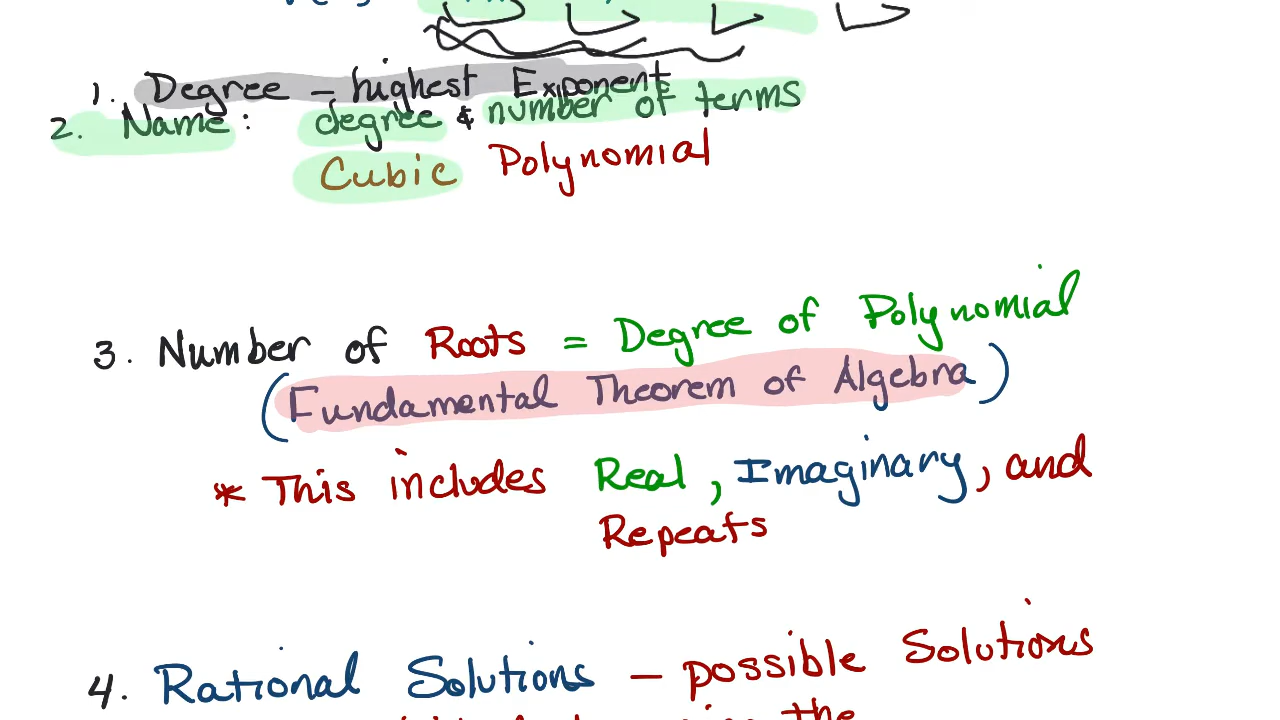 1. Degree – highest Exponent
2. Name: degree & number of terms
Cubic Polynomial
3. Number of Roots = Degree of Polynomial
(Fundamental Theorem of Algebra)
* This includes Real, Imaginary, and
Repeats
4. Rational Solutions – possible Solutions
the